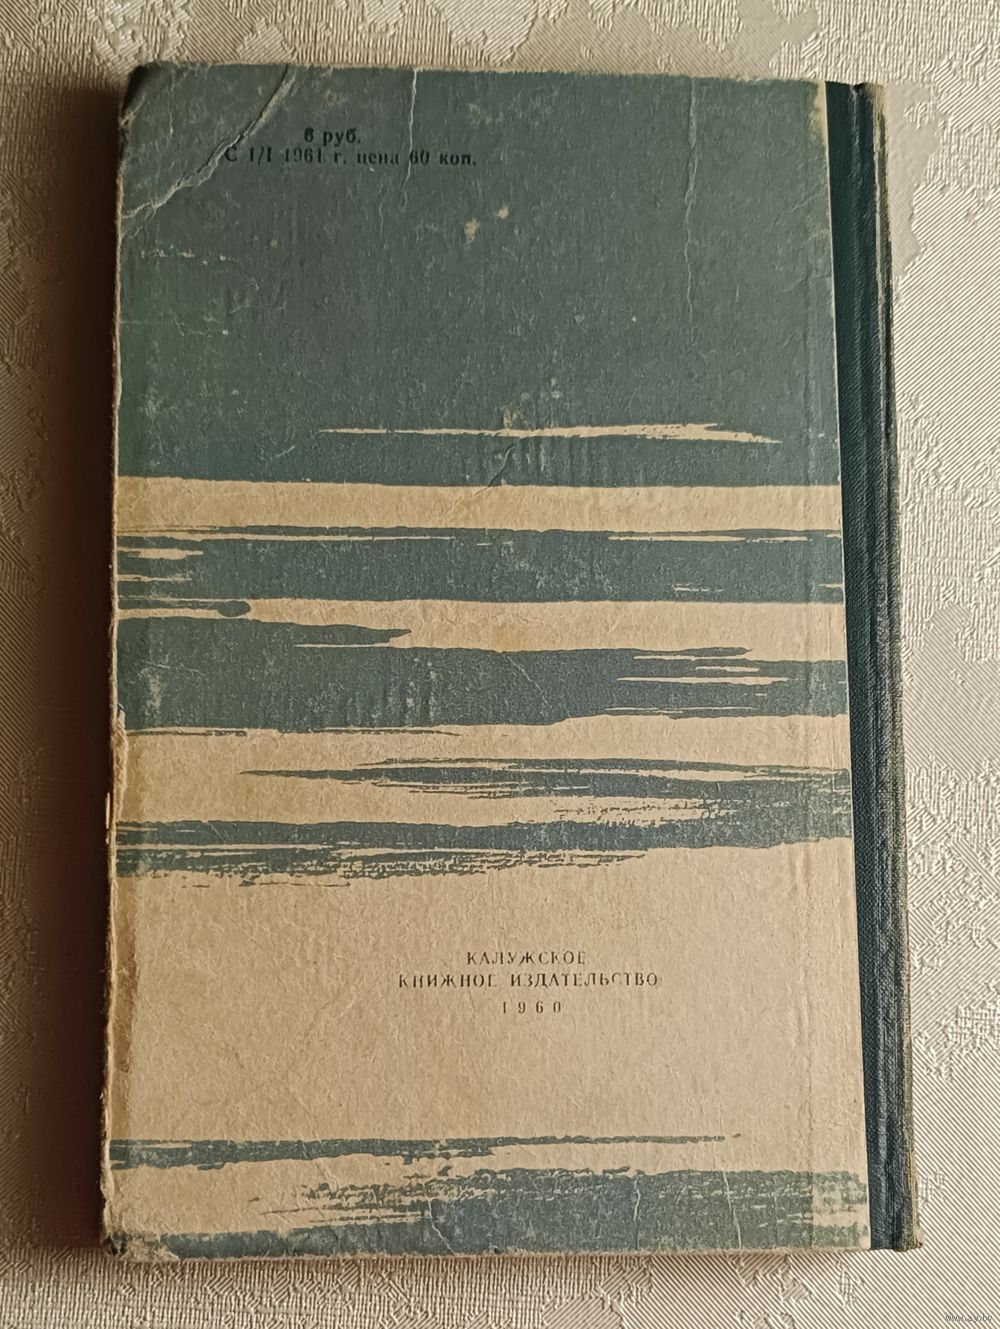 6 руб.
С 1/I 1961 г. цена 60 коп.
КАЛУЖСКОЕ
КНИЖНОЕ ИЗДАТЕЛЬСТВО
1960